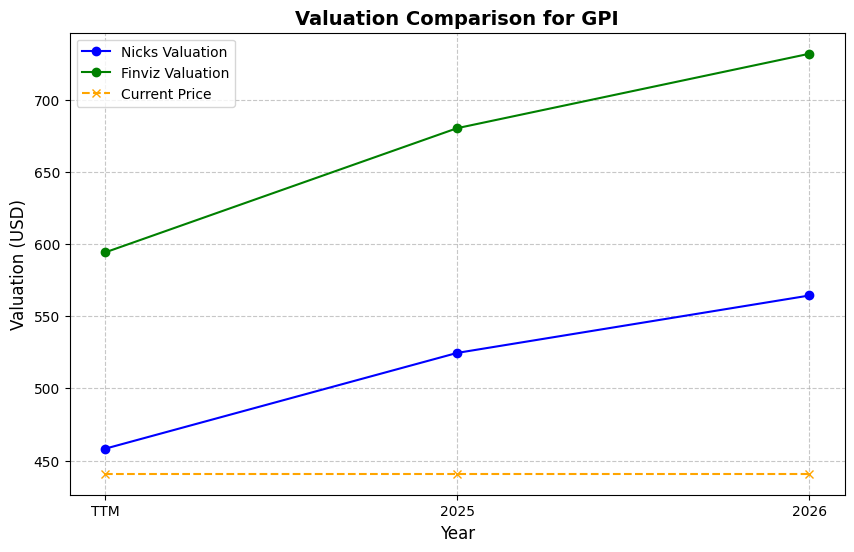 Valuation Comparison for GPI
Nicks Valuation
Finviz Valuation
Current Price
Valuation (USD)
700
650
600
550
500
450
TTM
2025
2026
Year